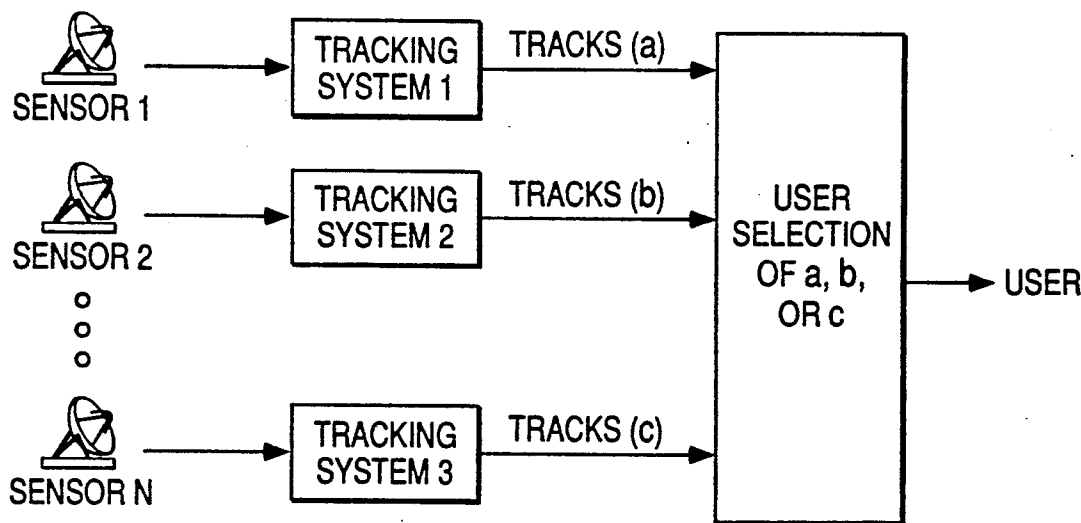 SENSOR 1
TRACKING
SYSTEM 1
TRACKS (a)
SENSOR 2
TRACKING
SYSTEM 2
TRACKS (b)
SENSOR N
TRACKING
SYSTEM 3
TRACKS (c)
USER
SELECTION
OF a, b,
OR c
USER